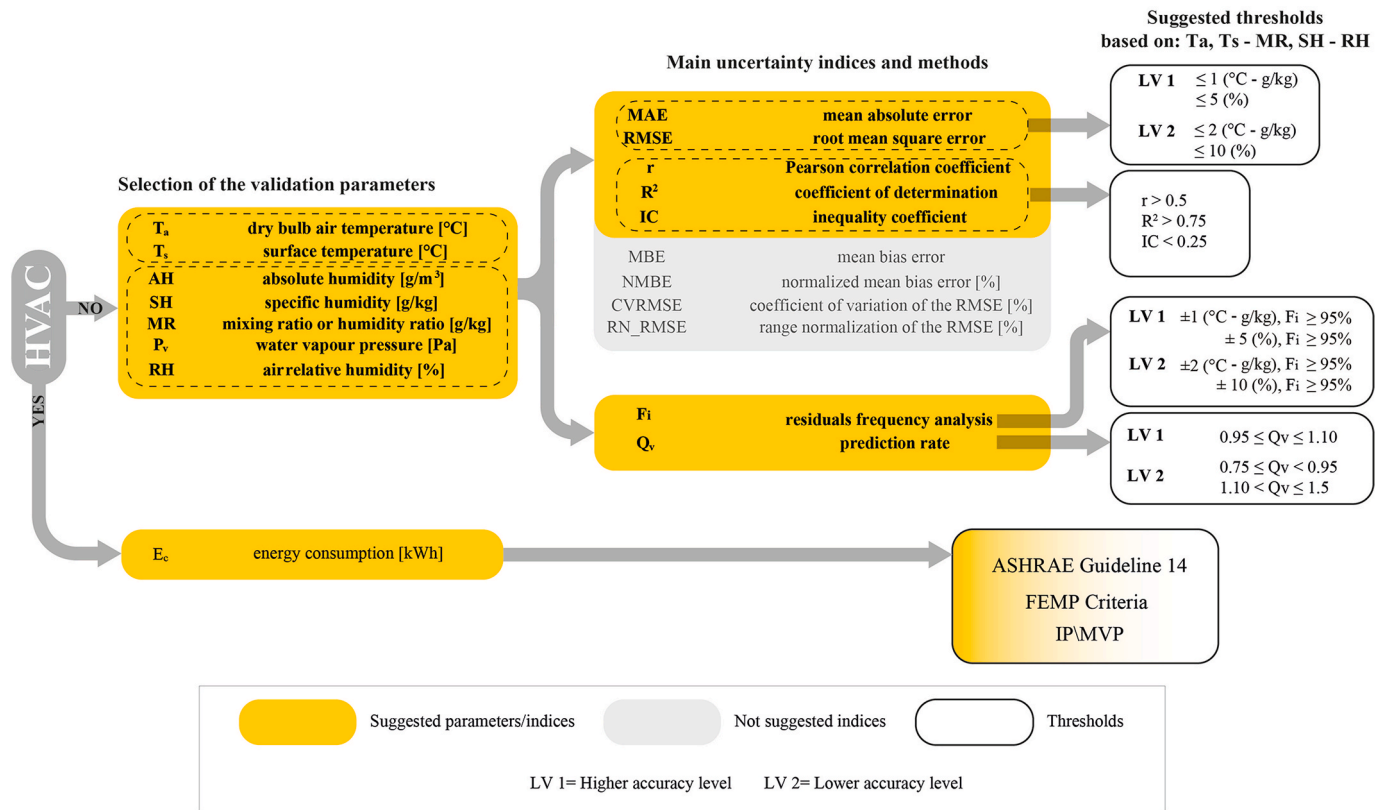 Suggested thresholds
based on: Ta, Ts - MR, SH - RH
Main uncertainty indices and methods
LV 1 ≤ 1 (°C - g/kg)
≤ 5 (%)
LV 2 ≤ 2 (°C - g/kg)
≤ 10 (%)
MAE mean absolute error
RMSE root mean square error
r Pearson correlation coefficient
R² coefficient of determination
IC inequality coefficient
r > 0.5
R² > 0.75
IC < 0.25
MBE mean bias error
NMBE normalized mean bias error [%]
CVRMSE coefficient of variation of the RMSE [%]
RN_RMSE range normalization of the RMSE [%]
Selection of the validation parameters
Tₐ dry bulb air temperature [°C]
Tₛ surface temperature [°C]
AH absolute humidity [g/m³]
SH specific humidity [g/kg]
MR mixing ratio or humidity ratio [g/kg]
Pᵥ water vapour pressure [Pa]
RH air relative humidity [%]
HVAC
NO
YES
LV 1 ±1 (°C - g/kg), Fᵢ ≥ 95%
± 5 (%), Fᵢ ≥ 95%
LV 2 ±2 (°C - g/kg), Fᵢ ≥ 95%
± 10 (%), Fᵢ ≥ 95%
Fᵢ residuals frequency analysis
Qᵥ prediction rate
LV 1 0.95 ≤ Qv ≤ 1.10
LV 2 0.75 ≤ Qv < 0.95
1.10 < Qv ≤ 1.5
E꜀ energy consumption [kWh]
ASHRAE Guideline 14
FEMP Criteria
IP\MVP
Suggested parameters/indices
Not suggested indices
Thresholds
LV 1= Higher accuracy level LV 2= Lower accuracy level